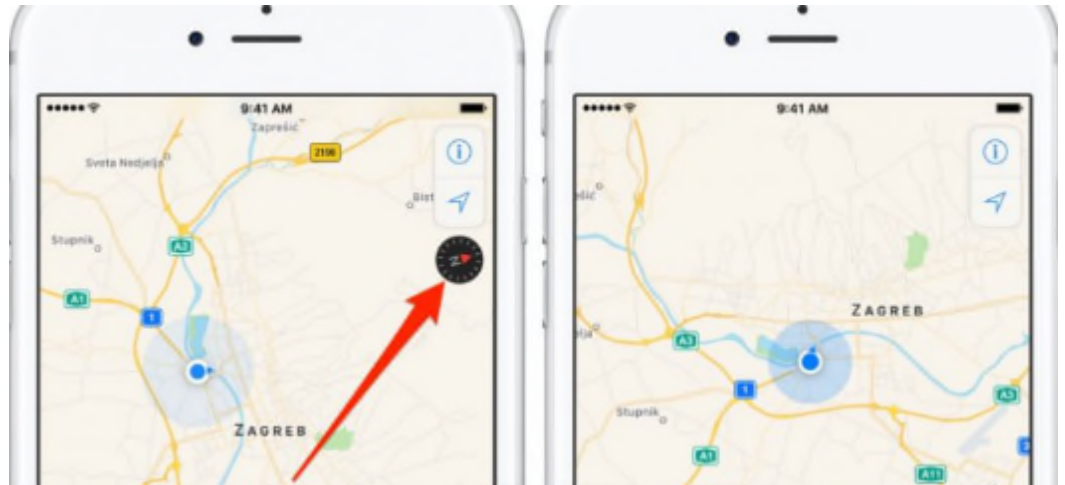 9:41 AM
Zaprešić
2196
Sveta Nedjelja
Bist
Stupnik
A3
A1
1
ZAGREB
9:41 AM
ešić
ZAGREB
elja
A3
1
A3
Stupnik
A1
A11